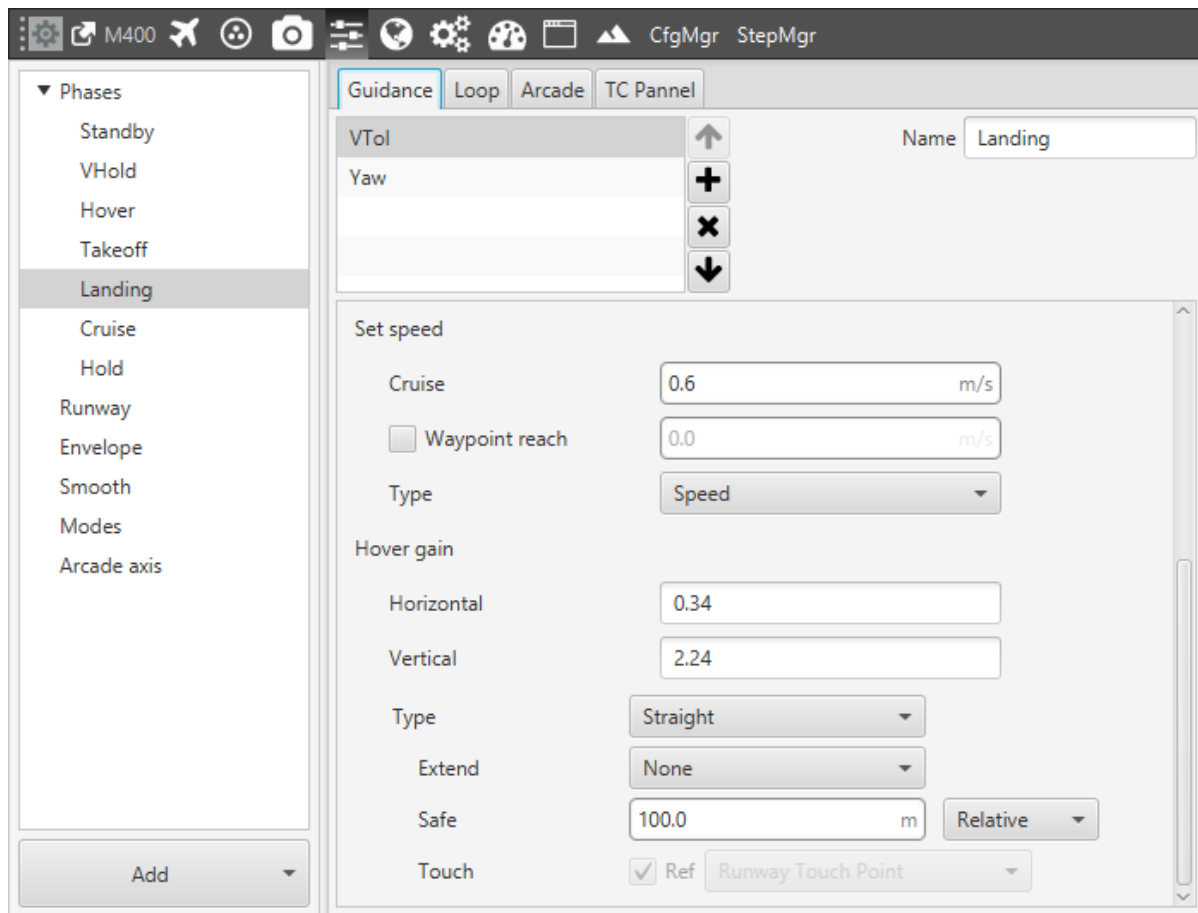 M400 CfgMgr StepMgr
Phases
Standby
VHold
Hover
Takeoff
Landing
Cruise
Hold
Runway
Envelope
Smooth
Modes
Arcade axis
Add
Guidance Loop Arcade TC Pannel
VTol
Yaw
Name Landing
Set speed
Cruise 0.6 m/s
Waypoint reach 0.0 m/s
Type Speed
Hover gain
Horizontal 0.34
Vertical 2.24
Type Straight
Extend None
Safe 100.0 m Relative
Touch Ref Runway Touch Point